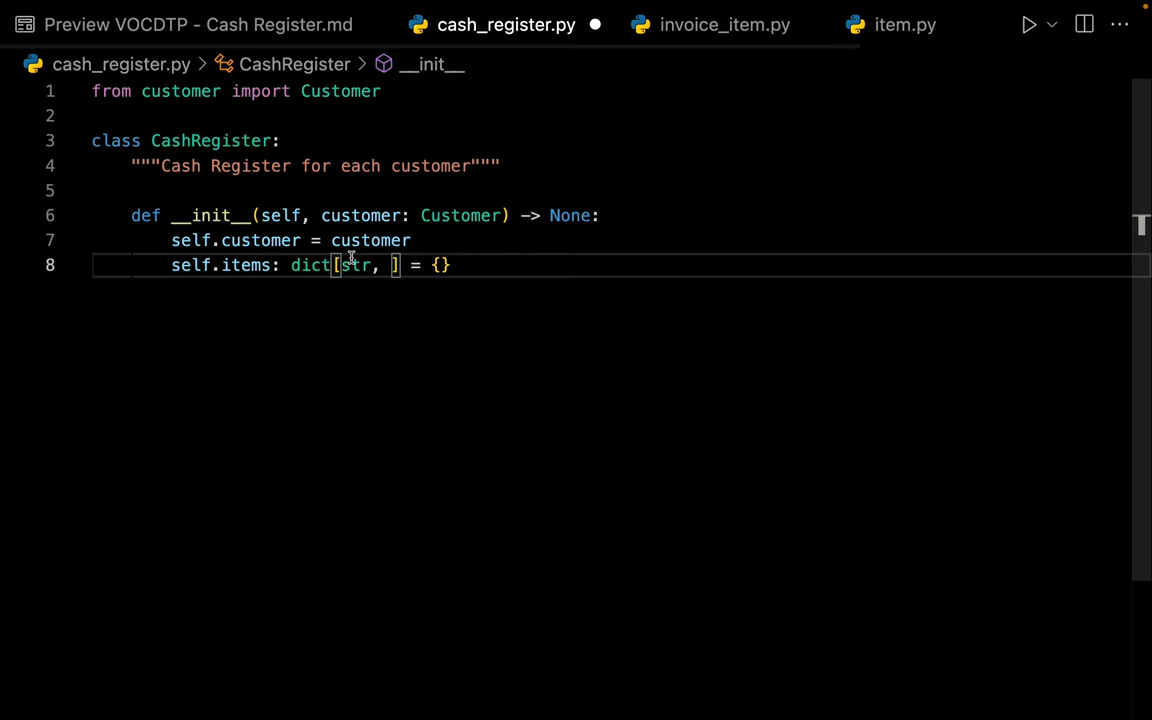 Preview VOCDTP - Cash Register.md cash_register.py invoice_item.py item.py
cash_register.py > CashRegister > __init__
1 from customer import Customer
2
3 class CashRegister:
4 """Cash Register for each customer"""
5
6 def __init__(self, customer: Customer) -> None:
7 self.customer = customer
8 self.items: dict[str, ] = {}